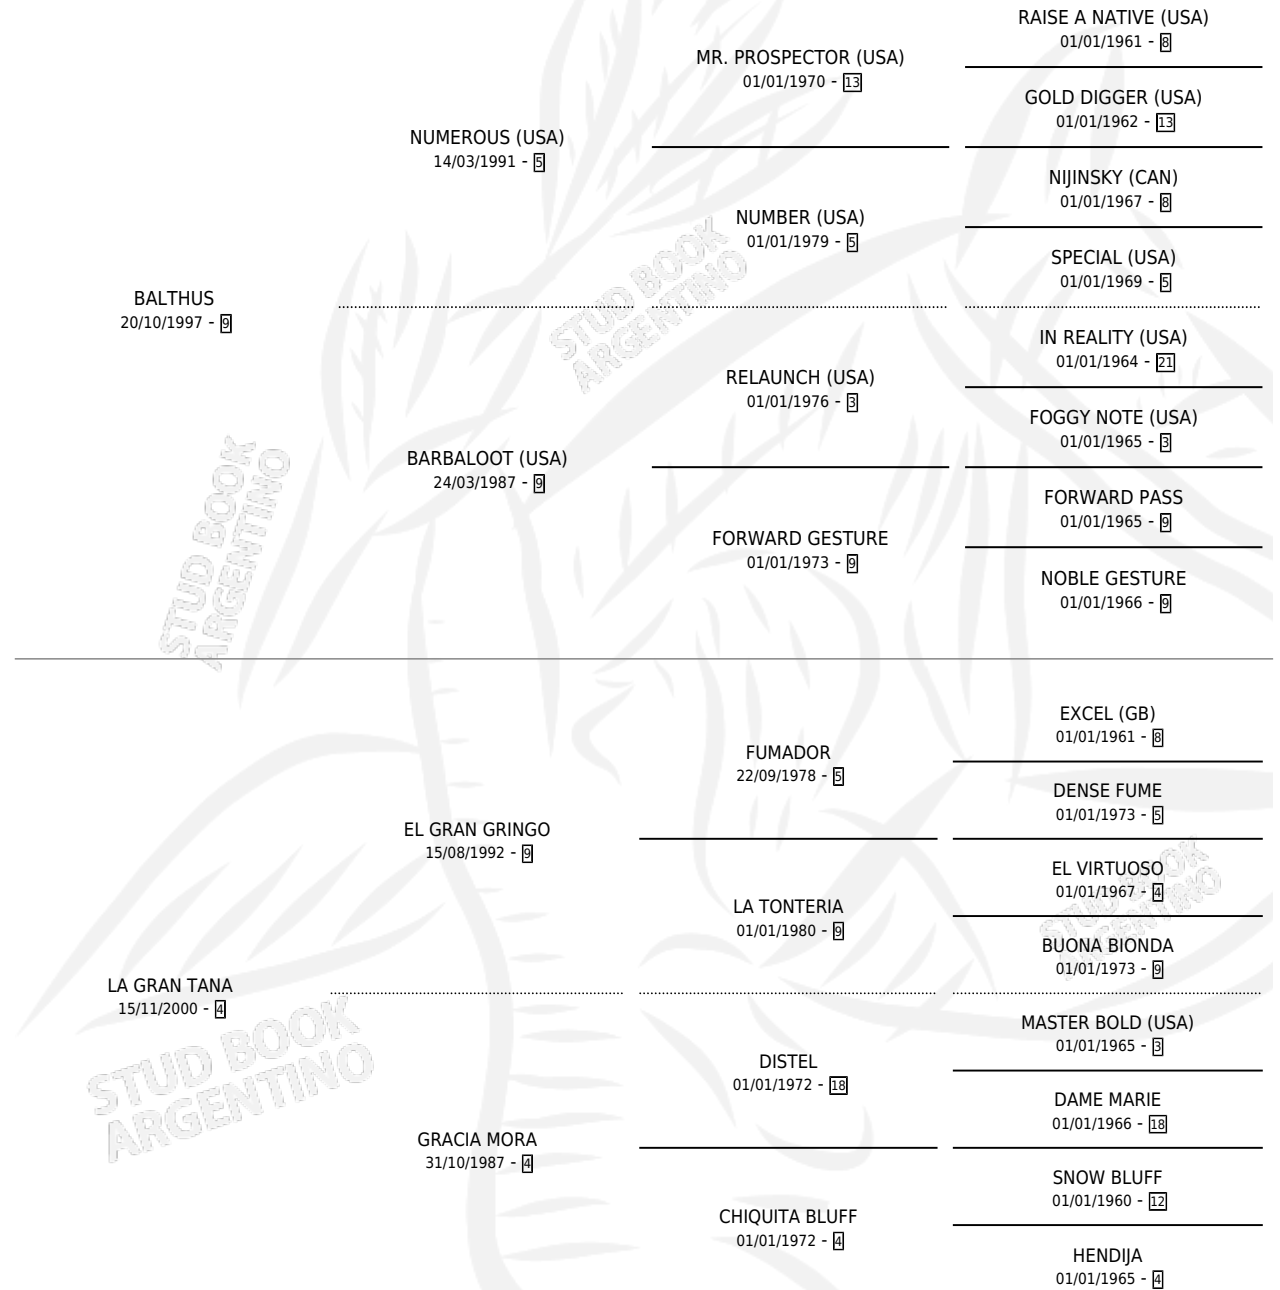 RAISE A NATIVE (USA)
01/01/1961 - 8
MR. PROSPECTOR (USA)
01/01/1970 - 13
GOLD DIGGER (USA)
01/01/1962 - 13
NUMEROUS (USA)
14/03/1991 - 5
NIJINSKY (CAN)
01/01/1967 - 8
NUMBER (USA)
01/01/1979 - 5
SPECIAL (USA)
01/01/1969 - 5
BALTHUS
20/10/1997 - 9
IN REALITY (USA)
01/01/1964 - 21
RELAUNCH (USA)
01/01/1976 - 3
FOGGY NOTE (USA)
01/01/1965 - 3
BARBALOOT (USA)
24/03/1987 - 9
FORWARD PASS
01/01/1965 - 9
FORWARD GESTURE
01/01/1973 - 9
NOBLE GESTURE
01/01/1966 - 9
STUD BOOK
ARGENTINO
STUD BOOK
ARGENTINO
EXCEL (GB)
01/01/1961 - 8
FUMADOR
22/09/1978 - 5
DENSE FUME
01/01/1973 - 5
EL GRAN GRINGO
15/08/1992 - 9
EL VIRTUOSO
01/01/1967 - 4
LA TONTERIA
01/01/1980 - 9
BUONA BIONDA
01/01/1973 - 9
LA GRAN TANA
15/11/2000 - 4
MASTER BOLD (USA)
01/01/1965 - 3
DISTEL
01/01/1972 - 18
DAME MARIE
01/01/1966 - 18
GRACIA MORA
31/10/1987 - 4
SNOW BLUFF
01/01/1960 - 12
CHIQUITA BLUFF
01/01/1972 - 4
HENDIJA
01/01/1965 - 4
STUD BOOK
ARGENTINO
STUD BOOK
ARGENTINO